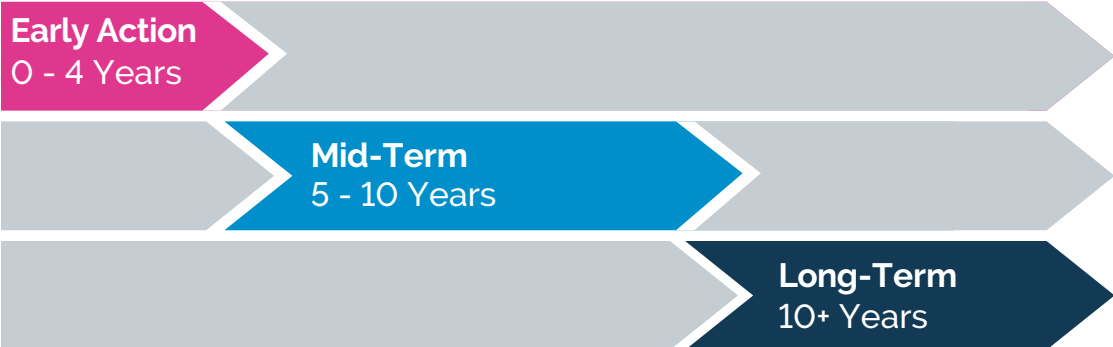 Early Action
0 - 4 Years
Mid-Term
5 - 10 Years
Long-Term
10+ Years